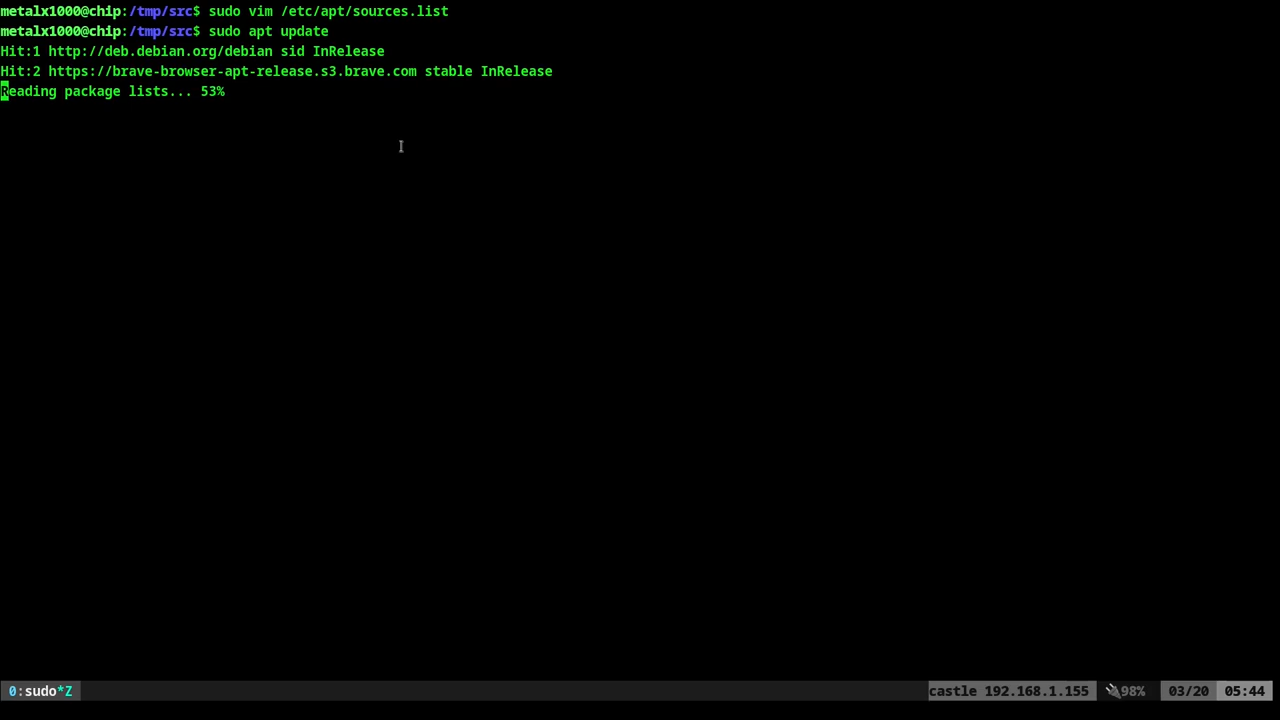 metalx1000@chip:/tmp/src$ sudo vim /etc/apt/sources.list
metalx1000@chip:/tmp/src$ sudo apt update
Hit:1 http://deb.debian.org/debian sid InRelease
Hit:2 https://brave-browser-apt-release.s3.brave.com stable InRelease
Reading package lists... 53%
0:sudo*Z castle 192.168.1.155 98% 03/20 05:44